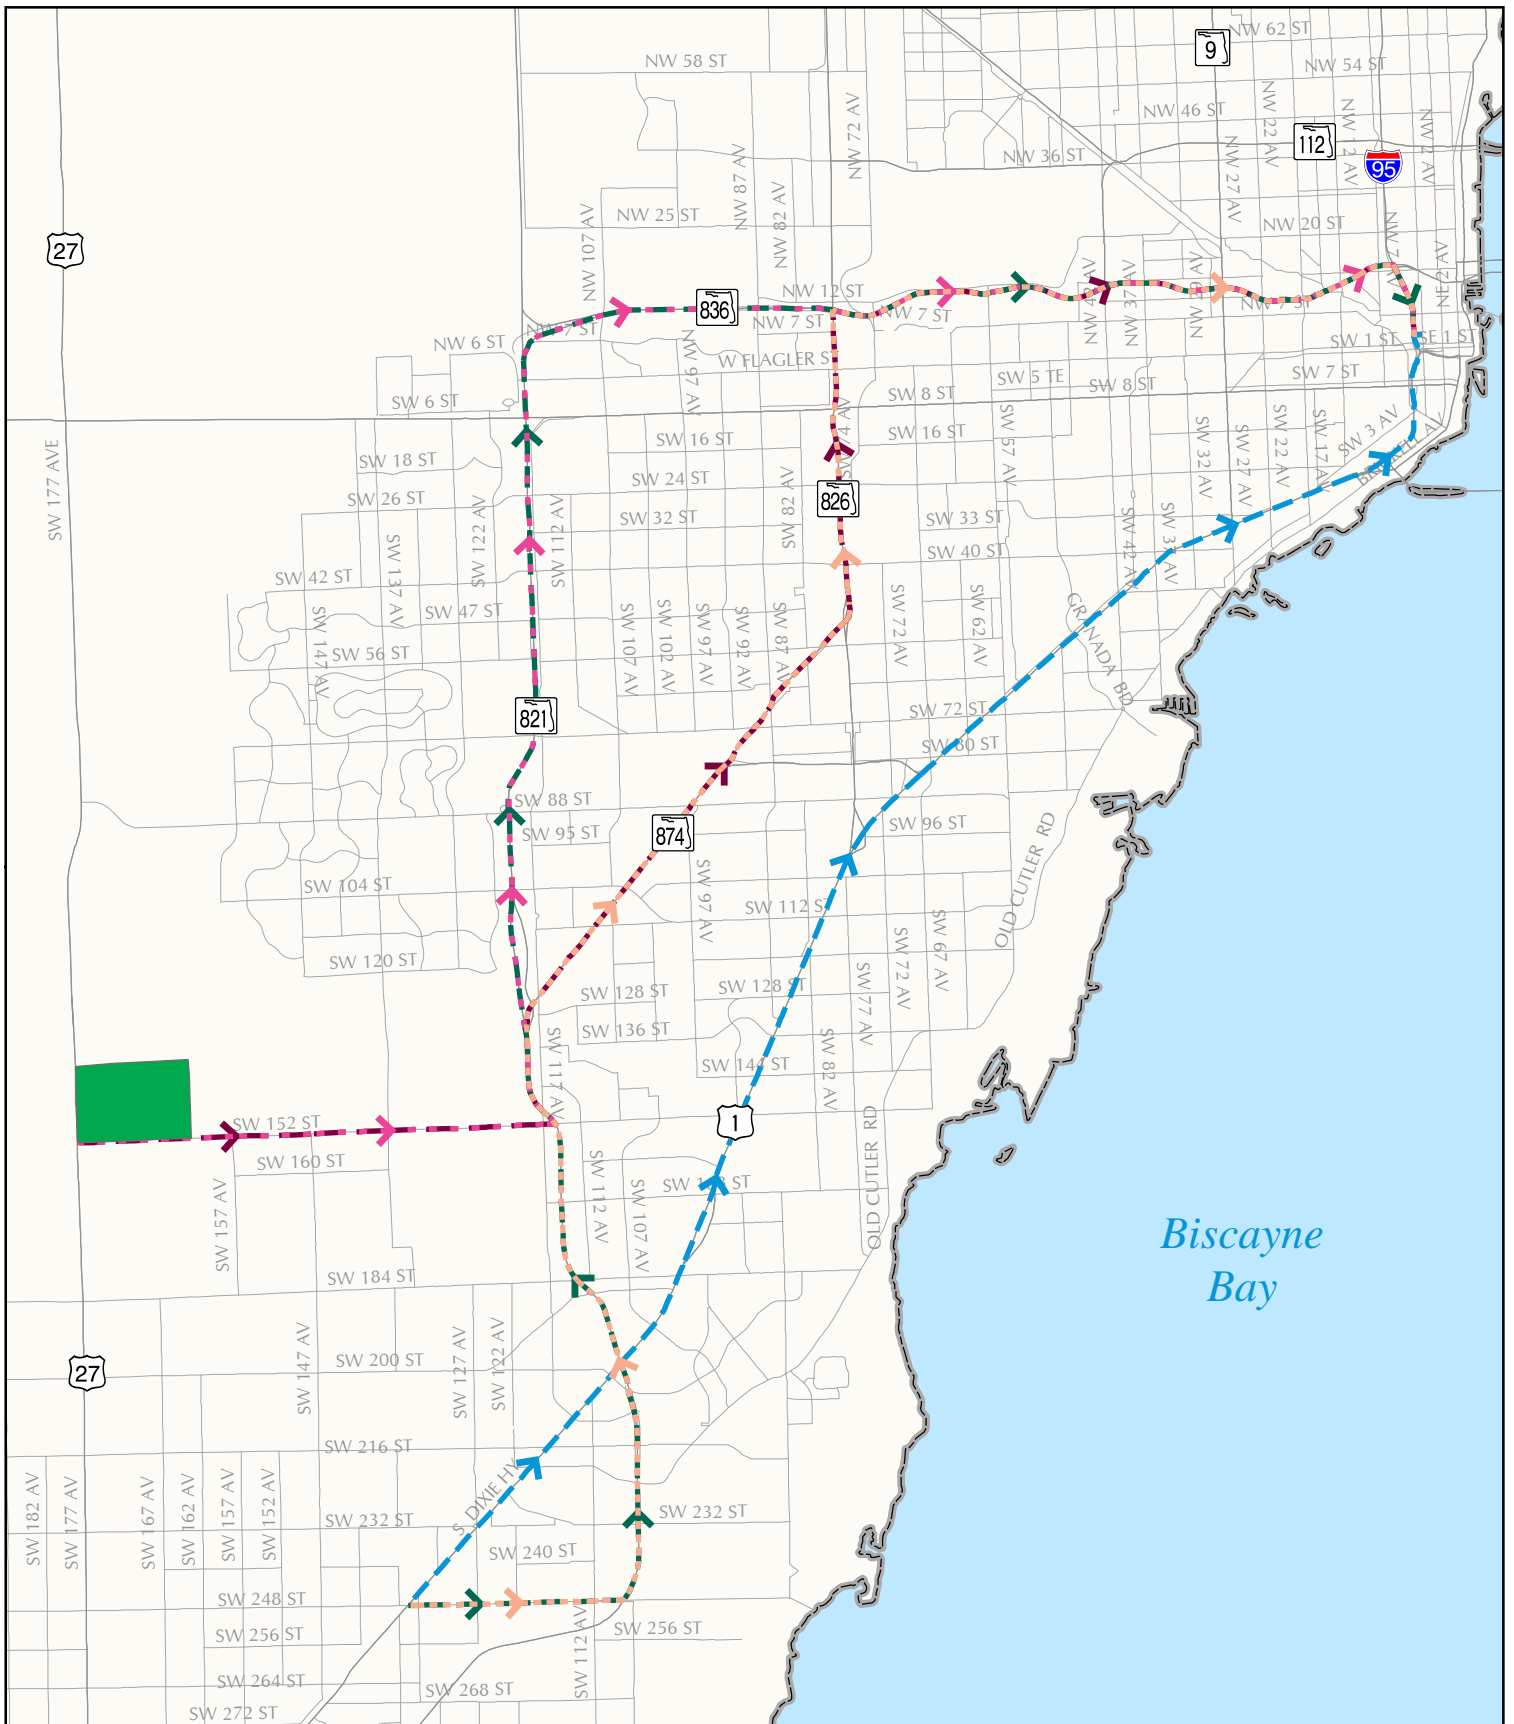 NW 62 ST
9
NW 58 ST
NW 54 ST
NW 72 AV
NW 22 AV
NW 46 ST
NW 12 AV
NW 2 AV
112
NW 36 ST
95
NW 87 AV
NW 27 AV
NW 82 AV
NW 107 AV
NW 25 ST
NW 20 ST
27
NE 2 AV
NW 37 AV
NW 12 ST
836
NW 7 ST
NW 7 ST
NW 7 ST
NW 7 ST
NW 6 ST
SW 1 ST
SE 1 ST
NW 97 AV
W FLAGLER ST
SW 5 TE
SW 7 ST
SW 8 ST
SW 8 ST
SW 6 ST
SW 16 ST
SW 16 ST
SW 57 AV
SW 3 AV
BRICKELL AV
SW 177 AVE
SW 18 ST
SW 24 ST
SW 32 AV
SW 27 AV
SW 22 AV
SW 17 AV
SW 26 ST
826
SW 82 AV
SW 122 AV
SW 112 AV
SW 32 ST
SW 33 ST
SW 40 ST
SW 137 AV
SW 42 ST
SW 47 ST
SW 147 AV
SW 56 ST
SW 107 AV
SW 102 AV
SW 97 AV
SW 92 AV
SW 87 AV
SW 72 AV
SW 62 AV
GRANADA BD
821
SW 72 ST
SW 80 ST
SW 88 ST
SW 95 ST
874
SW 96 ST
OLD CUTLER RD
SW 104 ST
SW 97 AV
SW 112 ST
SW 67 AV
SW 72 AV
SW 77 AV
SW 120 ST
SW 128 ST
SW 128 ST
SW 136 ST
SW 117 AV
SW 144 ST
SW 82 AV
SW 152 ST
1
OLD CUTLER RD
SW 160 ST
SW 157 AV
SW 112 AV
SW 107 AV
Biscayne
Bay
SW 184 ST
SW 147 AV
SW 127 AV
SW 122 AV
SW 200 ST
27
SW 216 ST
S. DIXIE HY
SW 182 AV
SW 177 AV
SW 167 AV
SW 162 AV
SW 157 AV
SW 152 AV
SW 232 ST
SW 232 ST
SW 240 ST
SW 248 ST
SW 112 AV
SW 256 ST
SW 256 ST
SW 264 ST
SW 268 ST
SW 272 ST